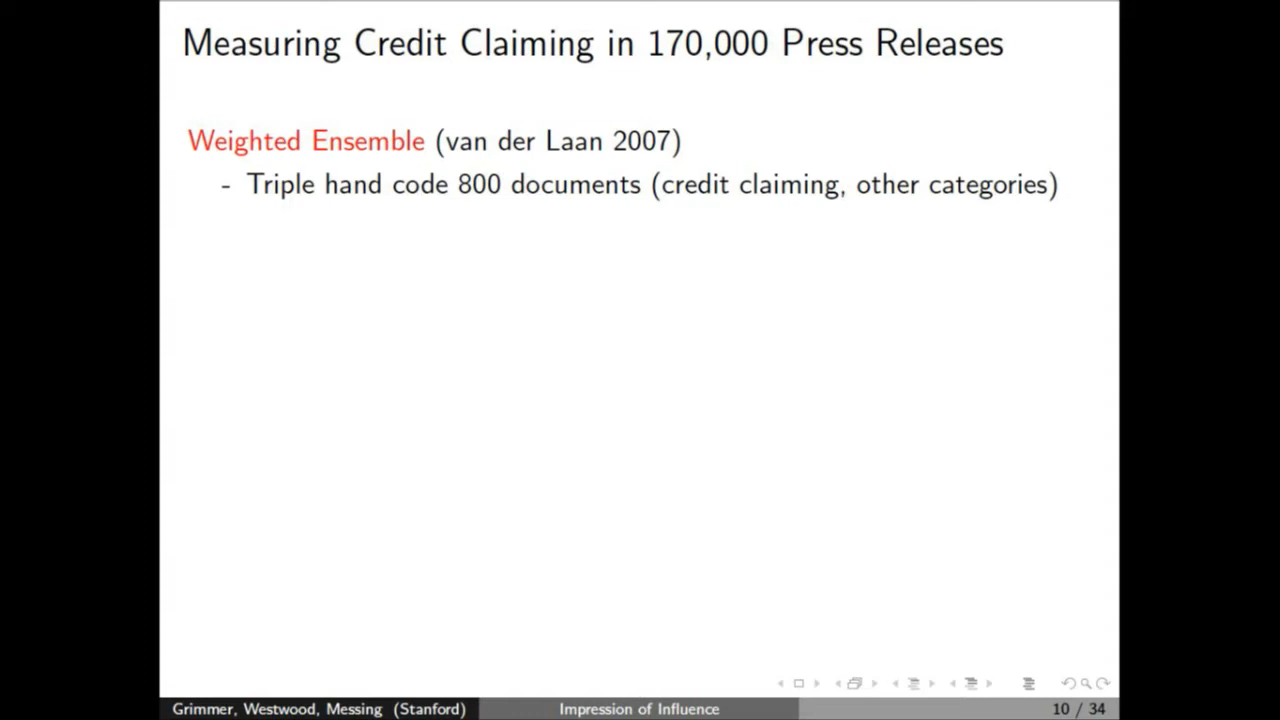 Measuring Credit Claiming in 170,000 Press Releases
Weighted Ensemble (van der Laan 2007)
- Triple hand code 800 documents (credit claiming, other categories)
Grimmer, Westwood, Messing (Stanford)
Impression of Influence
10 / 34